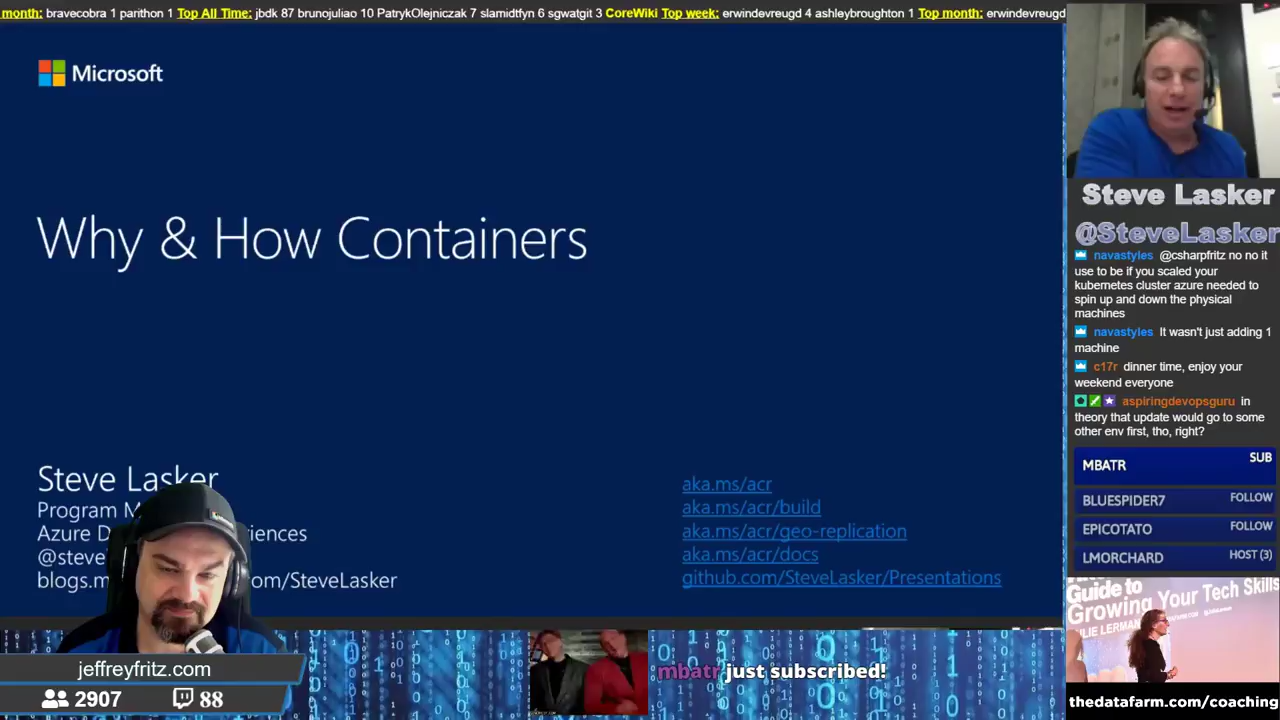 month: bravecobra 1 parithon 1 Top All Time: jbdk 87 brunojuliao 10 PatrykOlejniczak 7 slamidtfyn 6 sgwatgit 3 CoreWiki Top week: erwindevreugd 4 ashleybroughton 1 Top month: erwindevreugd
Microsoft
Why & How Containers
Steve Lasker
Program M
Azure D iences
@steve
blogs.m com/SteveLasker
aka.ms/acr
aka.ms/acr/build
aka.ms/acr/geo-replication
aka.ms/acr/docs
github.com/SteveLasker/Presentations
Steve Lasker
@SteveLasker
navastyles @csharpfritz no no it
use to be if you scaled your
kubernetes cluster azure needed to
spin up and down the physical
machines
navastyles It wasn't just adding 1
machine
c17r dinner time, enjoy your
weekend everyone
aspiringdevopsguru in
theory that update would go to some
other env first, tho, right?
MBATR SUB
BLUESPIDER7 FOLLOW
EPICOTATO FOLLOW
LMORCHARD HOST (3)
Guide to
Growing Your Tech Skills
LIE LERMAN
thedatafarm.com/coaching
mbatr just subscribed!
jeffreyfritz.com
2907 88